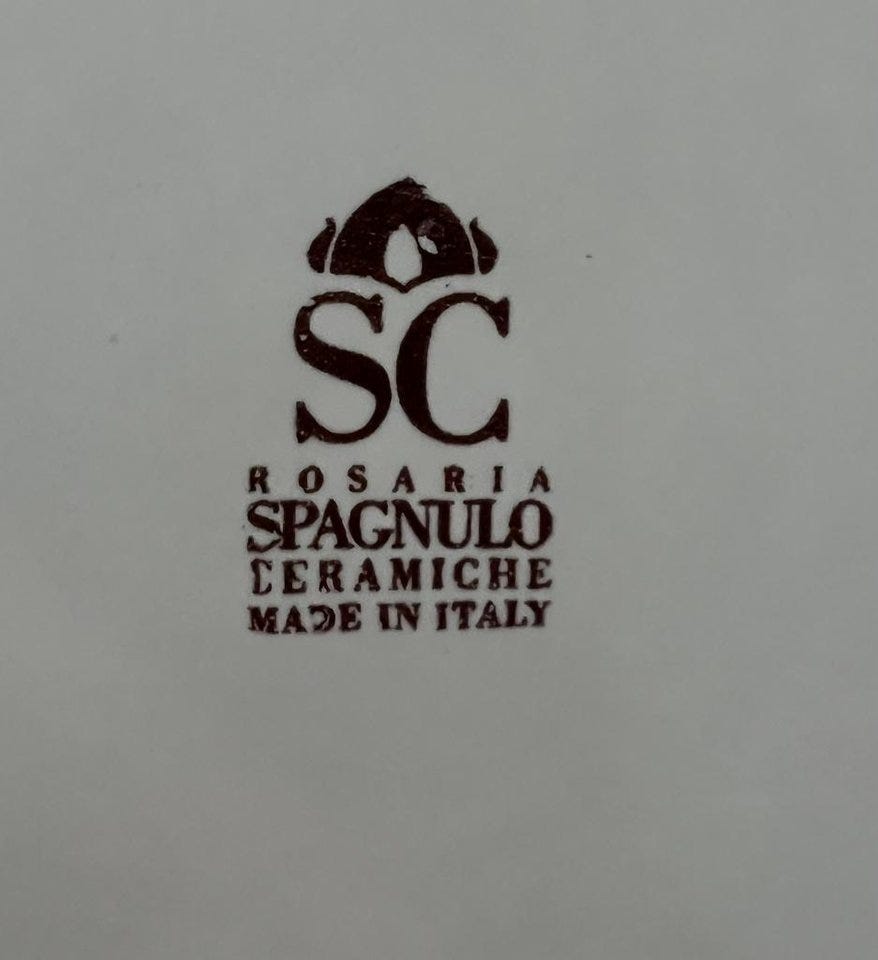 SC
ROSARIA
SPAGNULO
CERAMICHE
MADE IN ITALY